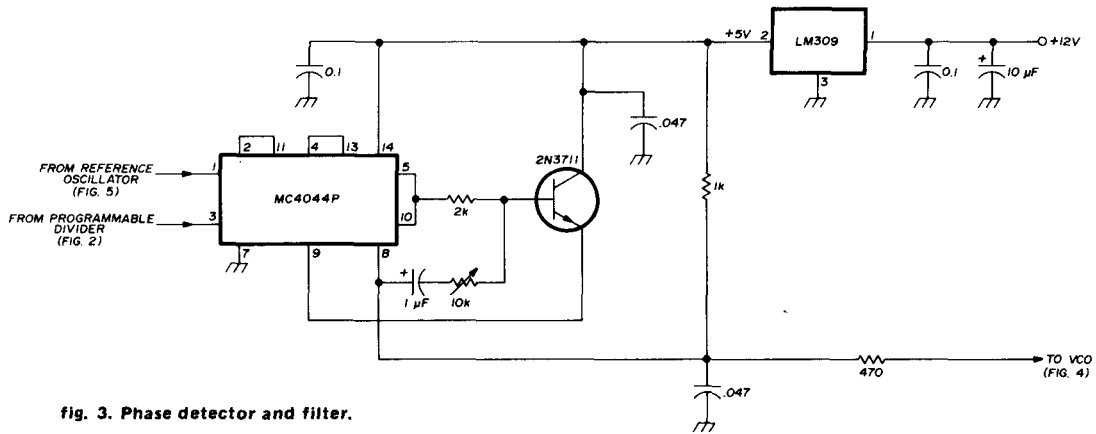 +5V
2
LM309
1
+12V
3
0.1
0.1
+
10 µF
.047
2
11
4
13
14
2N3711
FROM REFERENCE
OSCILLATOR
(FIG. 5)
1
MC4044P
5
2k
1k
FROM PROGRAMMABLE
DIVIDER
(FIG. 2)
3
10
7
9
8
+
1 µF
10k
470
TO VCO
(FIG. 4)
.047
fig. 3. Phase detector and filter.